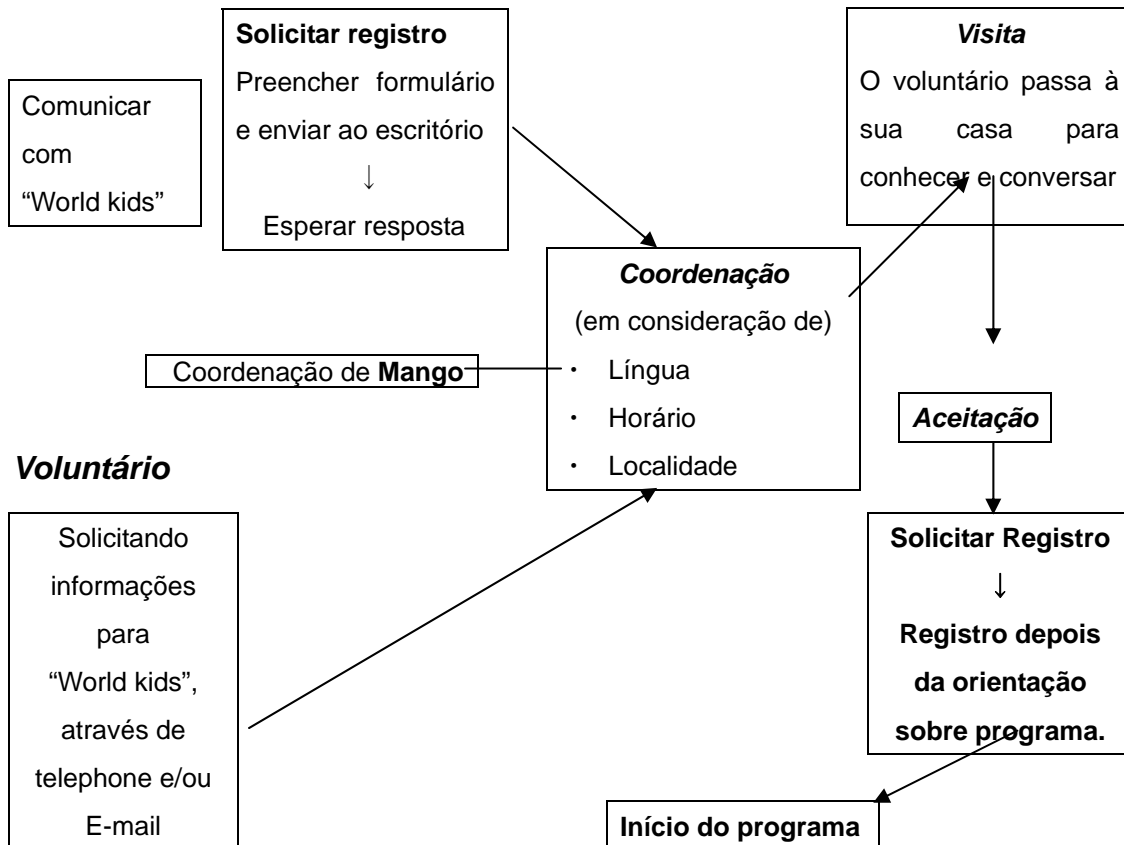 Comunicar
com
“World kids”
Solicitar registro
Preencher formulário
e enviar ao escritório
↓
Esperar resposta
Visita
O voluntário passa à
sua casa para
conhecer e conversar
Coordenação
(em consideração de)
・ Língua
・ Horário
・ Localidade
Coordenação de Mango
Aceitação
Voluntário
Solicitando
informações
para
“World kids”,
através de
telephone e/ou
E-mail
Solicitar Registro
↓
Registro depois
da orientação
sobre programa.
Início do programa